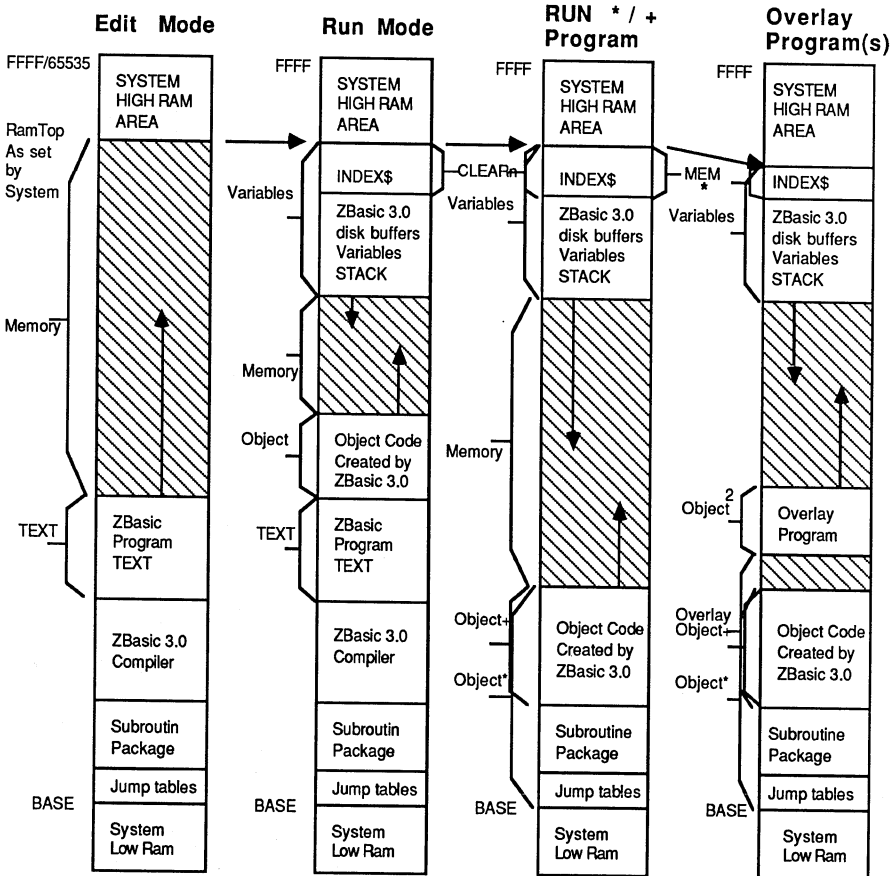 Edit Mode
FFFF/65535
SYSTEM
HIGH RAM
AREA
RamTop
As set
by
System
Memory
TEXT
ZBasic
Program
TEXT
ZBasic 3.0
Compiler
Subroutin
Package
Jump tables
BASE
System
Low Ram
Run Mode
FFFF
SYSTEM
HIGH RAM
AREA
INDEX$
Variables
ZBasic 3.0
disk buffers
Variables
STACK
Memory
Object
Object Code
Created by
ZBasic 3.0
TEXT
ZBasic
Program
TEXT
ZBasic 3.0
Compiler
Subroutin
Package
Jump tables
BASE
System
Low Ram
RUN * / +
Program
FFFF
SYSTEM
HIGH RAM
AREA
CLEARn
INDEX$
Variables
ZBasic 3.0
disk buffers
Variables
STACK
Memory
Object+
Object Code
Created by
ZBasic 3.0
Object*
Subroutine
Package
Jump tables
BASE
System
Low Ram
Overlay
Program(s)
FFFF
SYSTEM
HIGH RAM
AREA
MEM
*
INDEX$
Variables
ZBasic 3.0
disk buffers
Variables
STACK
2
Object
Overlay
Program
Overlay
Object+
Object Code
Created by
ZBasic 3.0
Object*
Subroutine
Package
Jump tables
BASE
System
Low Ram